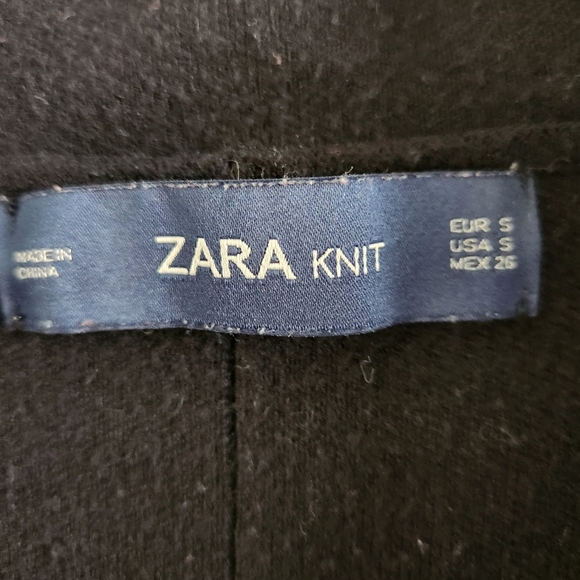 MADE IN
CHINA
ZARA KNIT
EUR S
USA S
MEX 26